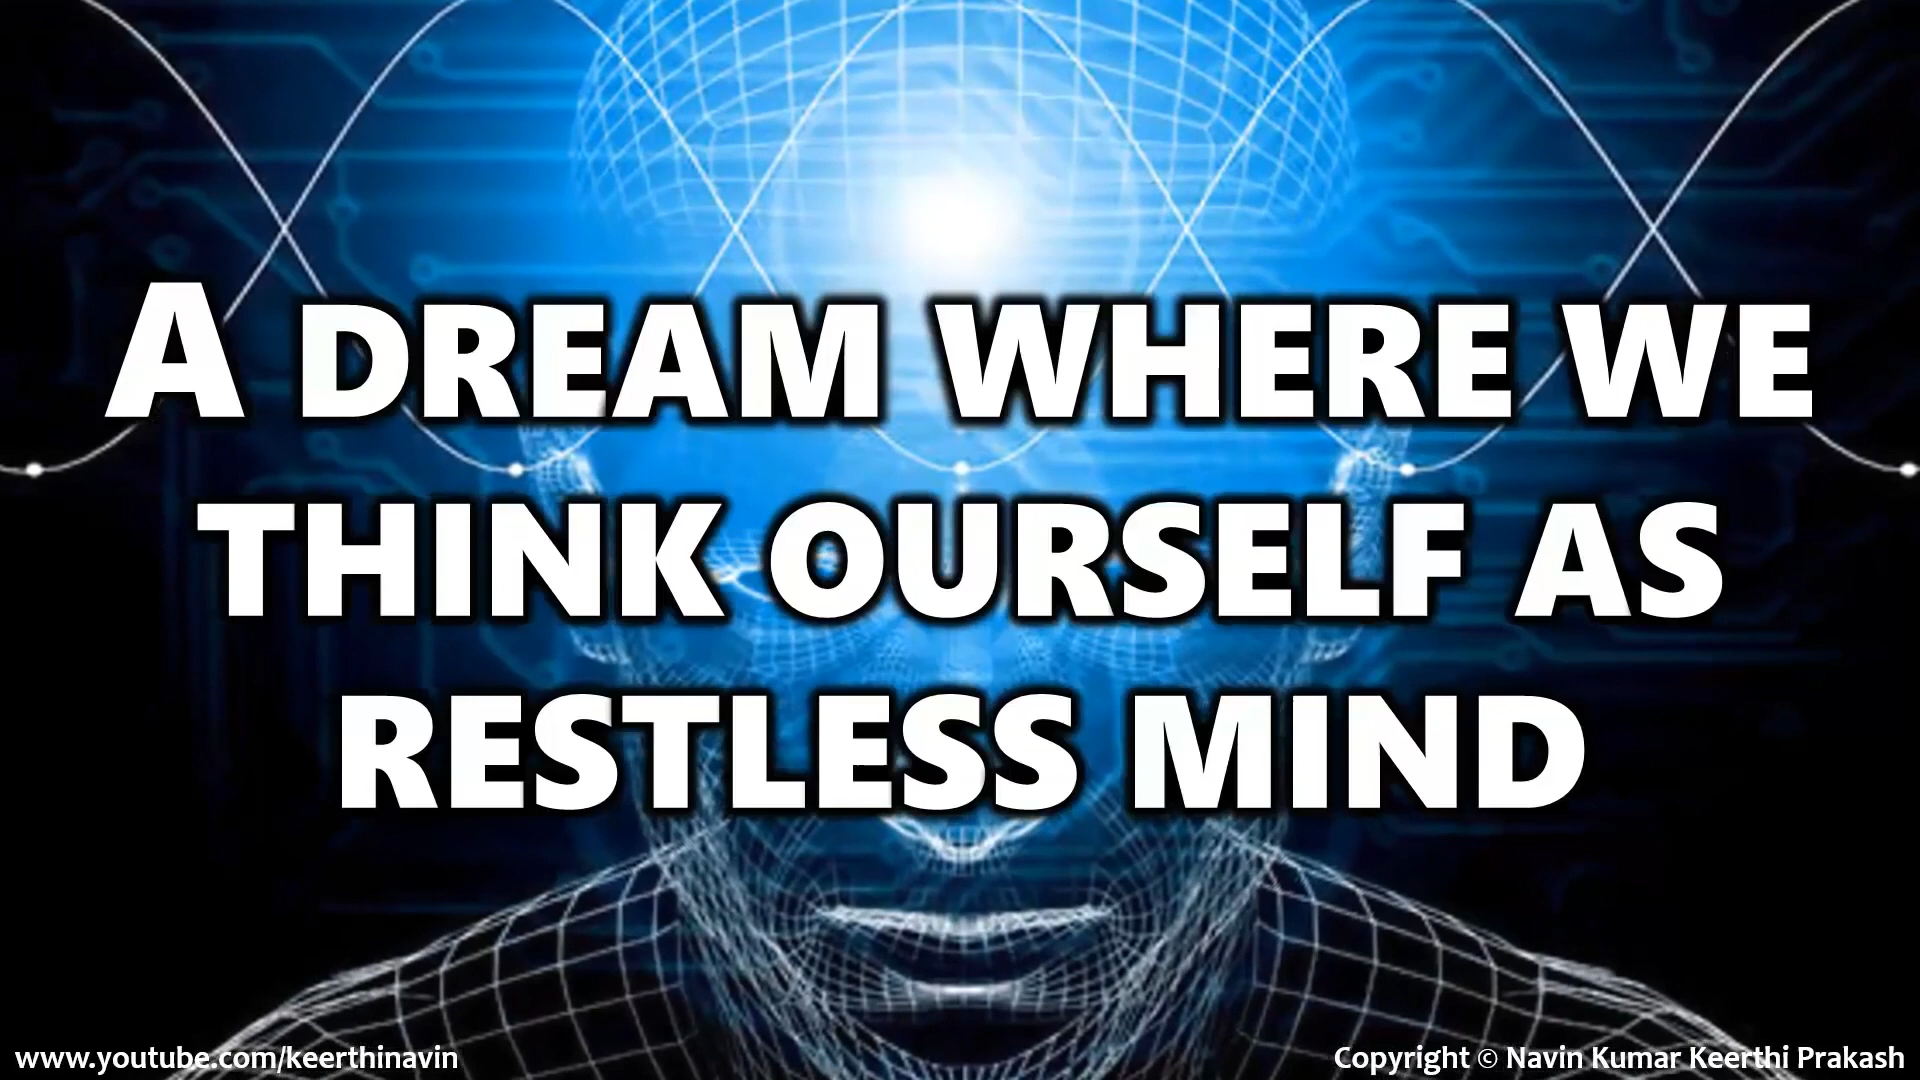 A DREAM WHERE WE
THINK OURSELF AS
RESTLESS MIND
www.youtube.com/keerthinavin
Copyright © Navin Kumar Keerthi Prakash